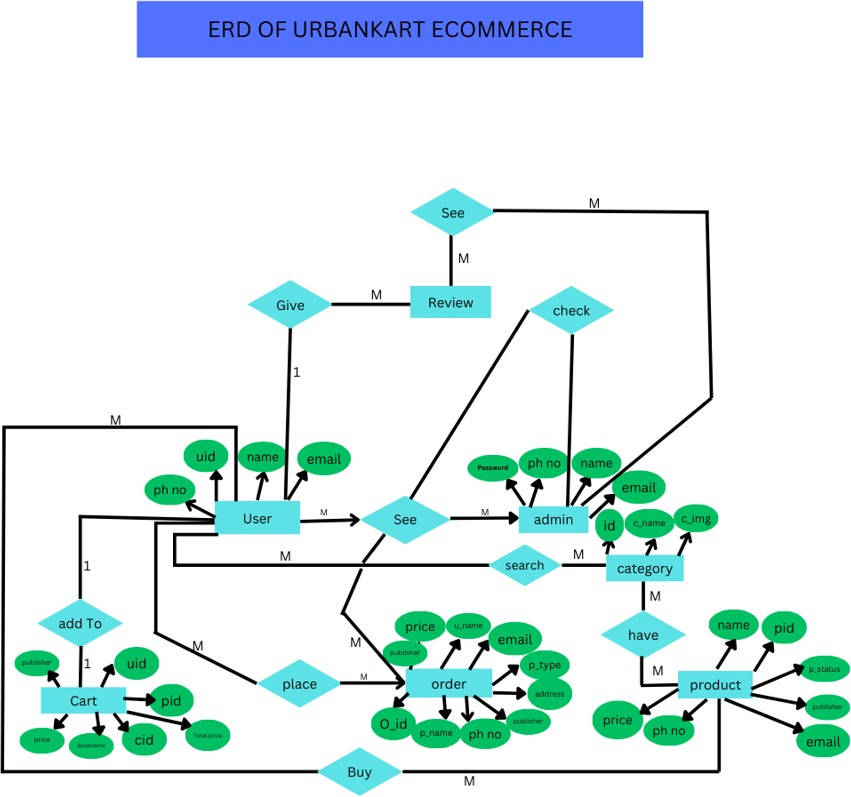 ERD OF URBANKART ECOMMERCE
See
M
M
Give
M
Review
check
1
M
uid
name
email
ph no
Password
ph no
name
email
User
M
See
M
admin
id
c_name
c_img
M
search
M
category
1
M
add To
M
have
price
u_name
email
publisher
p_type
address
name
pid
p_status
publisher
email
price
ph no
product
M
M
place
M
order
O_id
p_name
ph no
publisher
publisher
1
uid
Cart
pid
price
bookname
cid
Total price
Buy
M